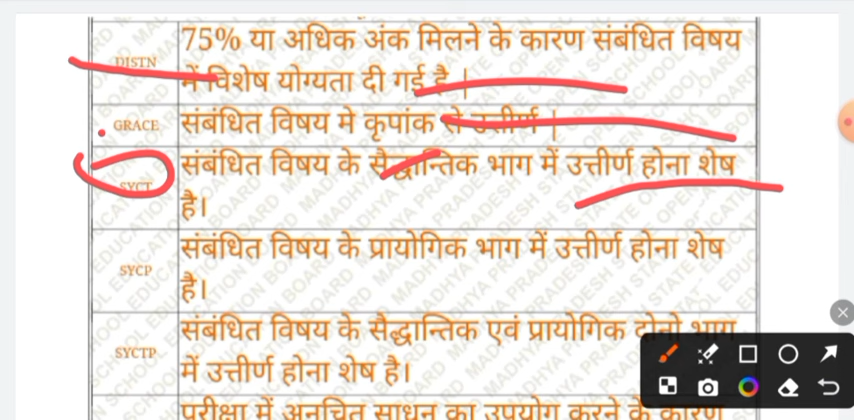 75% या अधिक अंक मिलने के कारण संबंधित विषय
DISTN
में विशेष योग्यता दी गई है |
GRACE संबंधित विषय मे कृपांक से उत्तीर्ण |
संबंधित विषय के सैद्धान्तिक भाग में उत्तीर्ण होना शेष
SYCT
है।
संबंधित विषय के प्रायोगिक भाग में उत्तीर्ण होना शेष
SYCP
है।
संबंधित विषय के सैद्धान्तिक एवं प्रायोगिक दोनो भाग
SYCTP
में उत्तीर्ण होना शेष है।
परीक्षा में अनुचित साधन का उपयोग करने के कारण